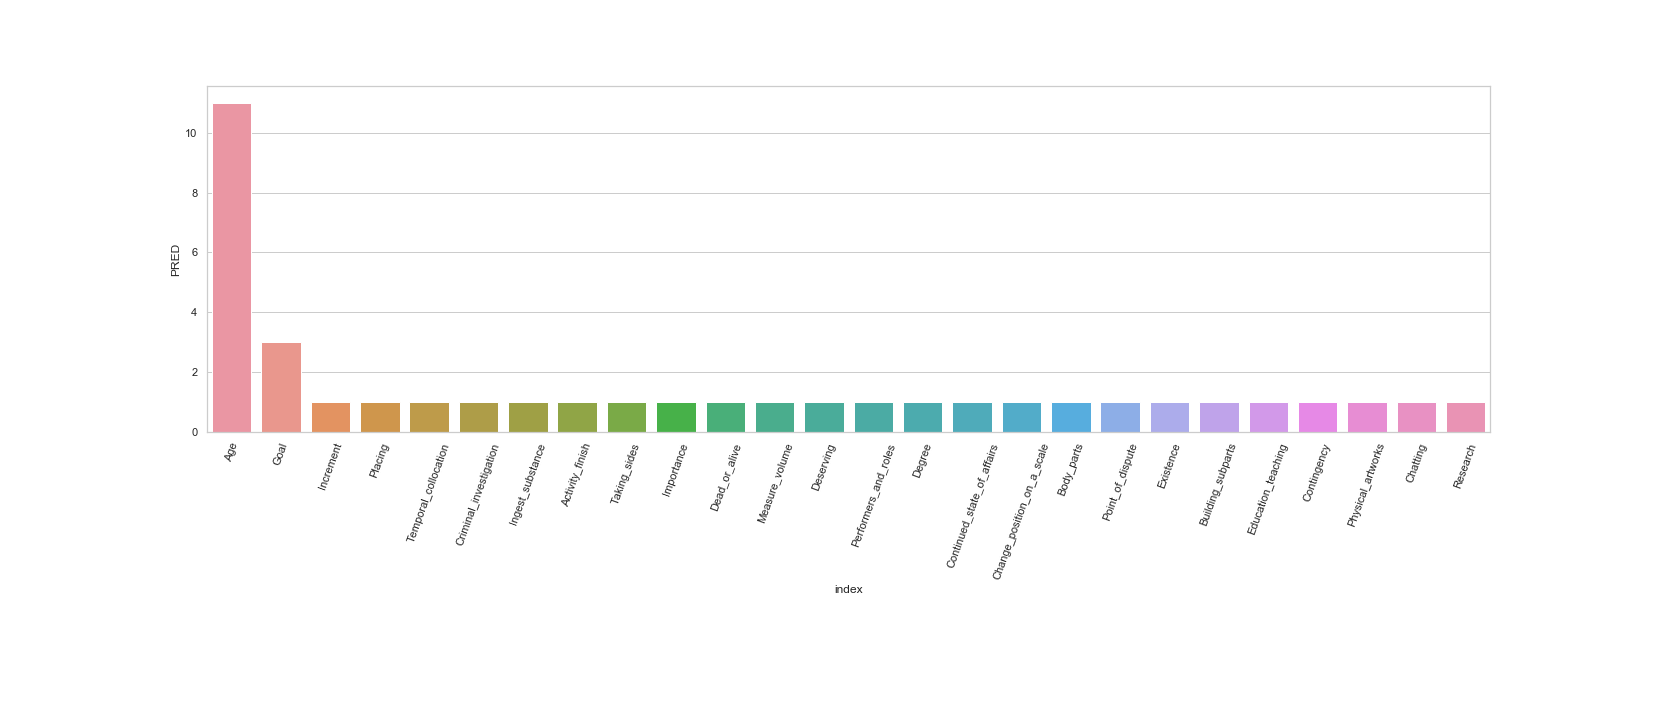 10
8
6
4
2
0
PRED
Age
Goal
Increment
Placing
Temporal_collocation
Criminal_investigation
Ingest_substance
Activity_finish
Taking_sides
Importance
Dead_or_alive
Measure_volume
Deserving
Performers_and_roles
Degree
Continued_state_of_affairs
Change_position_on_a_scale
Body_parts
Point_of_dispute
Existence
Building_subparts
Education_teaching
Contingency
Physical_artworks
Chatting
Research
index